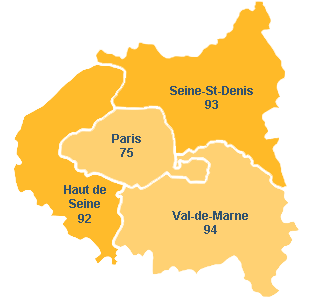 Seine-St-Denis
93
Paris
75
Haut de
Seine
92
Val-de-Marne
94